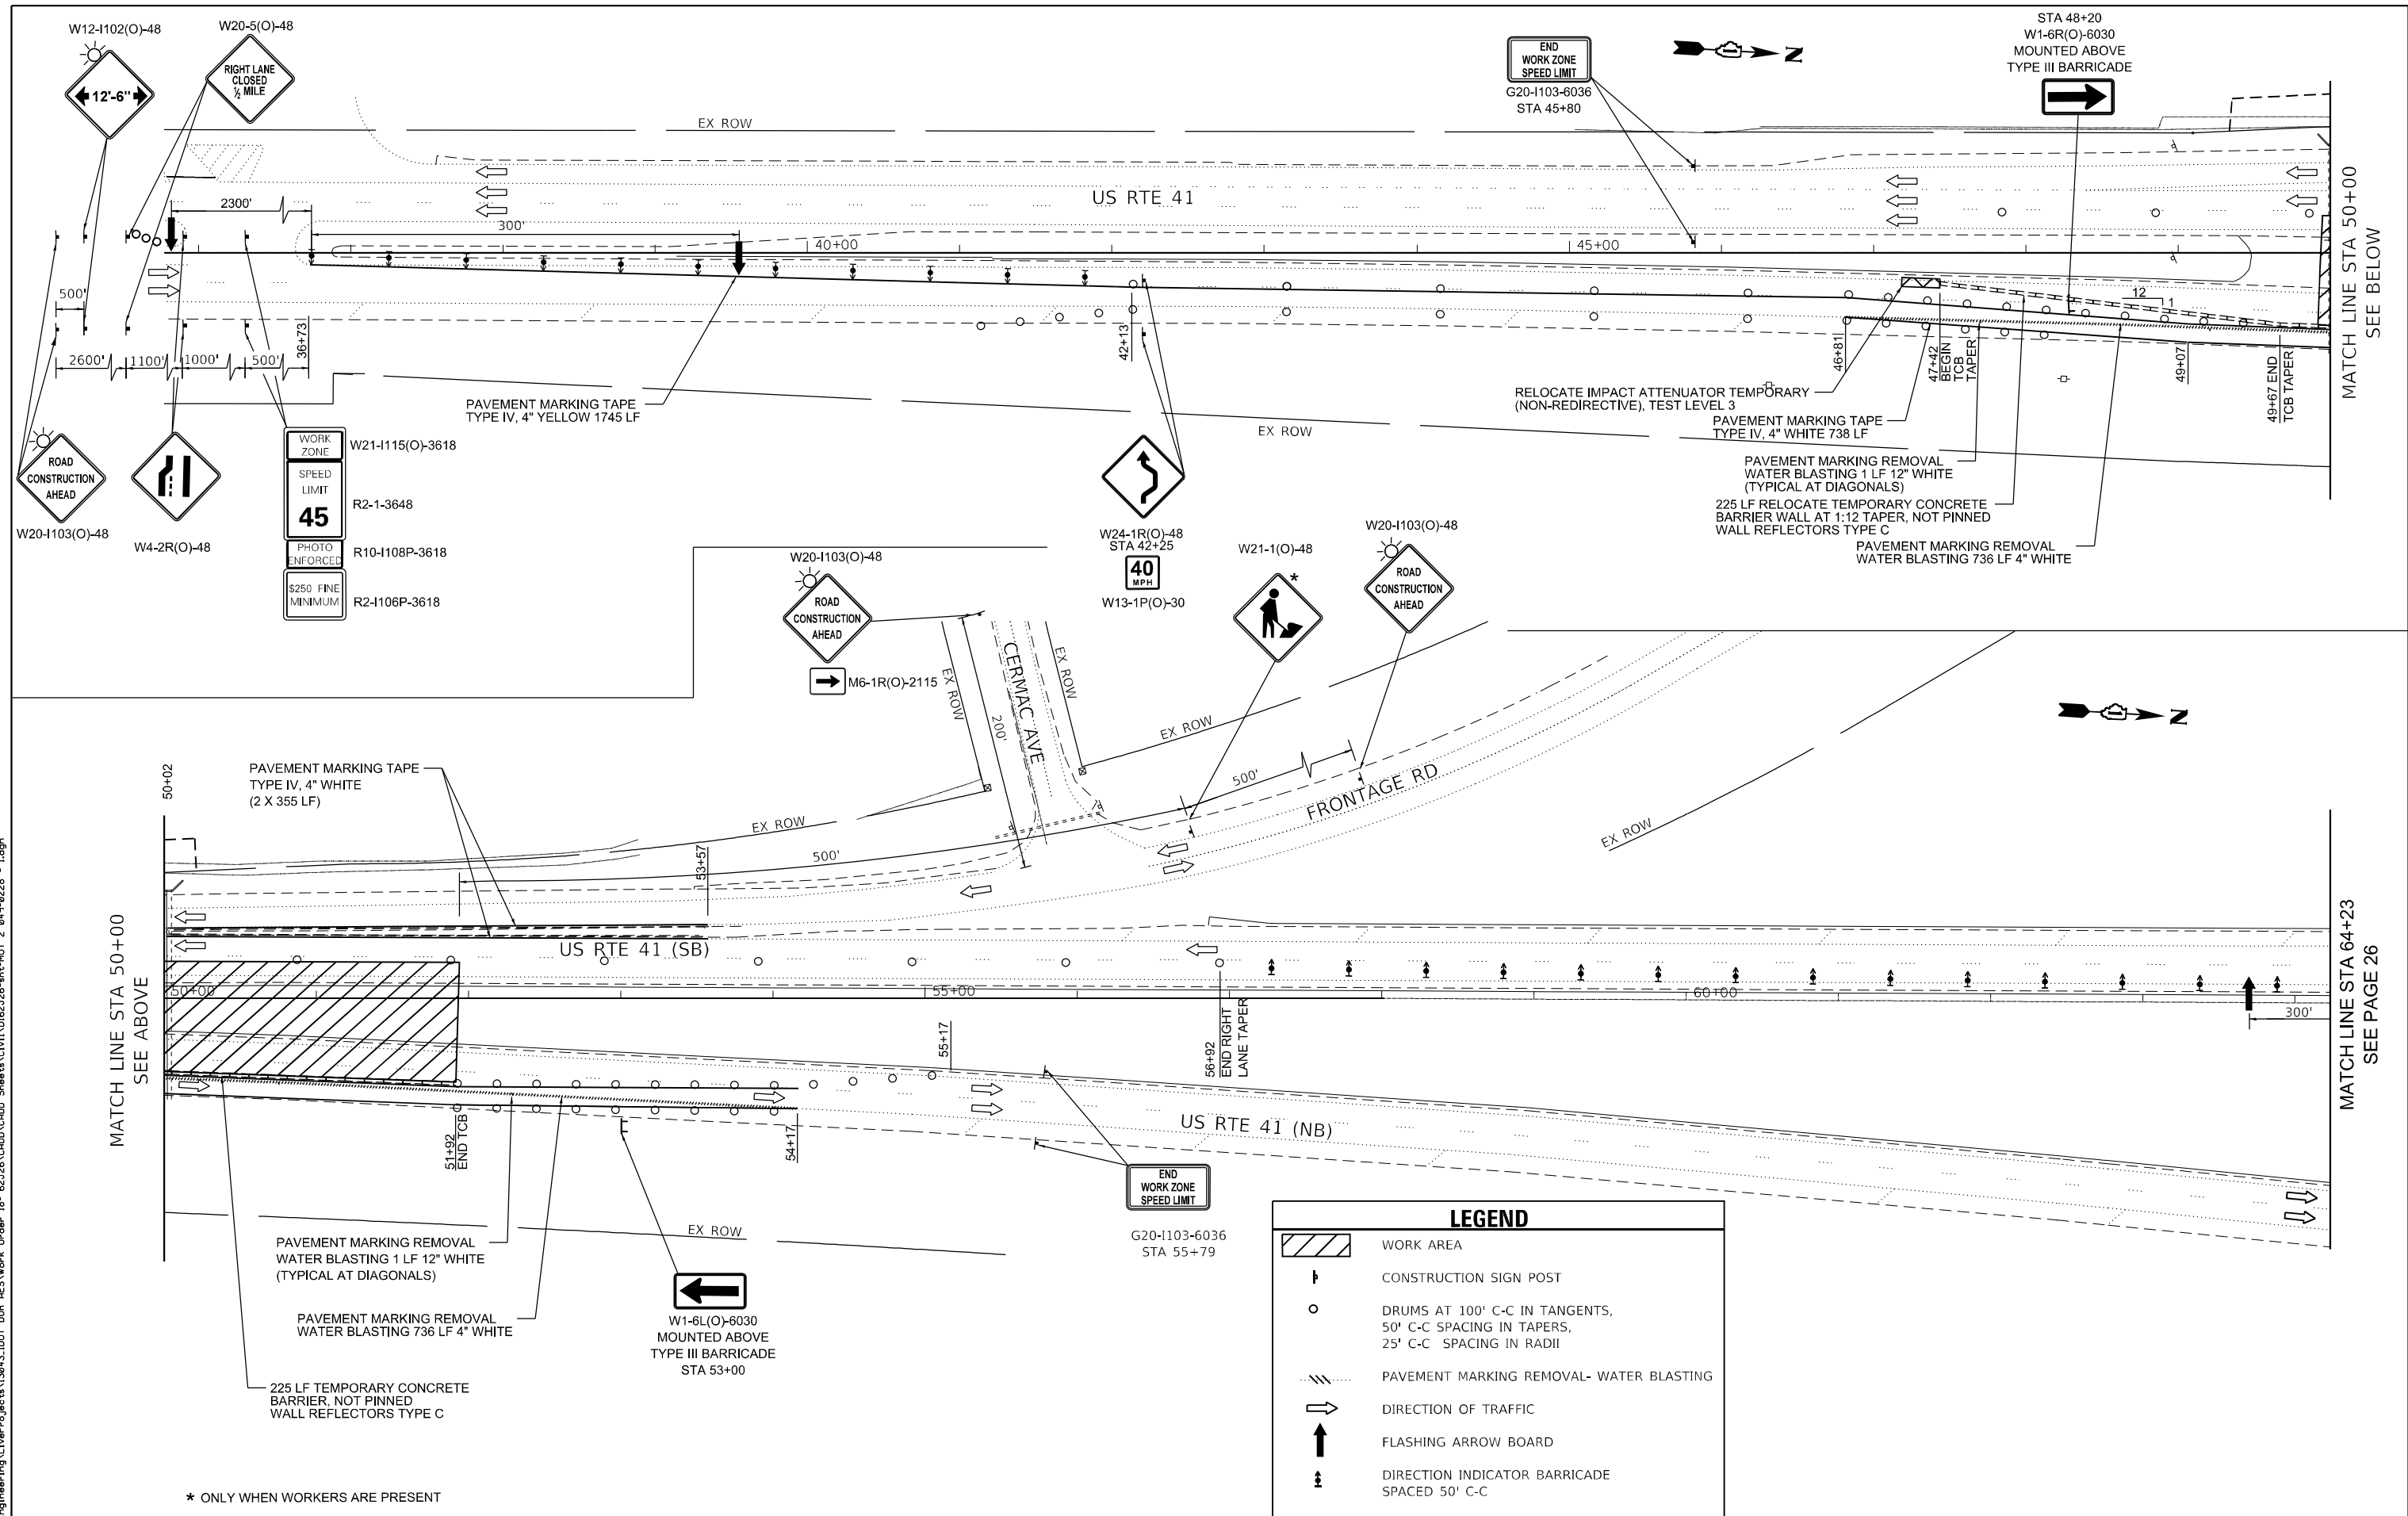 W12-I102(O)-48
12'-6"
W20-5(O)-48
RIGHT LANE
CLOSED
½ MILE
END
WORK ZONE
SPEED LIMIT
G20-I103-6036
STA 45+80
N
STA 48+20
W1-6R(O)-6030
MOUNTED ABOVE
TYPE III BARRICADE
EX ROW
US RTE 41
2300'
300'
40+00
45+00
MATCH LINE STA 50+00
SEE BELOW
500'
2600'
1100'
1000'
500'
36+73
42+13
46+81
47+42
BEGIN
TCB
TAPER
12
1
49+07
49+67 END
TCB TAPER
PAVEMENT MARKING TAPE
TYPE IV, 4" YELLOW 1745 LF
RELOCATE IMPACT ATTENUATOR TEMPORARY
(NON-REDIRECTIVE), TEST LEVEL 3
PAVEMENT MARKING TAPE
TYPE IV, 4" WHITE 738 LF
EX ROW
PAVEMENT MARKING REMOVAL
WATER BLASTING 1 LF 12" WHITE
(TYPICAL AT DIAGONALS)
225 LF RELOCATE TEMPORARY CONCRETE
BARRIER WALL AT 1:12 TAPER, NOT PINNED
WALL REFLECTORS TYPE C
PAVEMENT MARKING REMOVAL
WATER BLASTING 736 LF 4" WHITE
ROAD
CONSTRUCTION
AHEAD
W20-I103(O)-48
W4-2R(O)-48
WORK
ZONE
W21-I115(O)-3618
SPEED
LIMIT
45
R2-1-3648
PHOTO
ENFORCED
R10-I108P-3618
$250 FINE
MINIMUM
R2-I106P-3618
W24-1R(O)-48
STA 42+25
40
MPH
W13-1P(O)-30
W20-I103(O)-48
ROAD
CONSTRUCTION
AHEAD
M6-1R(O)-2115
W21-1(O)-48
*
W20-I103(O)-48
ROAD
CONSTRUCTION
AHEAD
EX ROW
CERMAC AVE
200'
EX ROW
EX ROW
500'
FRONTAGE RD
EX ROW
N
50+02
PAVEMENT MARKING TAPE
TYPE IV, 4" WHITE
(2 X 355 LF)
EX ROW
500'
53+57
MATCH LINE STA 50+00
SEE ABOVE
US RTE 41 (SB)
50+00
55+00
60+00
300'
MATCH LINE STA 64+23
SEE PAGE 26
55+17
56+92
END RIGHT
LANE TAPER
51+92
END TCB
54+17
US RTE 41 (NB)
END
WORK ZONE
SPEED LIMIT
G20-I103-6036
STA 55+79
EX ROW
PAVEMENT MARKING REMOVAL
WATER BLASTING 1 LF 12" WHITE
(TYPICAL AT DIAGONALS)
PAVEMENT MARKING REMOVAL
WATER BLASTING 736 LF 4" WHITE
W1-6L(O)-6030
MOUNTED ABOVE
TYPE III BARRICADE
STA 53+00
225 LF TEMPORARY CONCRETE
BARRIER, NOT PINNED
WALL REFLECTORS TYPE C
LEGEND
WORK AREA
CONSTRUCTION SIGN POST
DRUMS AT 100' C-C IN TANGENTS,
50' C-C SPACING IN TAPERS,
25' C-C SPACING IN RADII
PAVEMENT MARKING REMOVAL- WATER BLASTING
DIRECTION OF TRAFFIC
FLASHING ARROW BOARD
DIRECTION INDICATOR BARRICADE
SPACED 50' C-C
* ONLY WHEN WORKERS ARE PRESENT